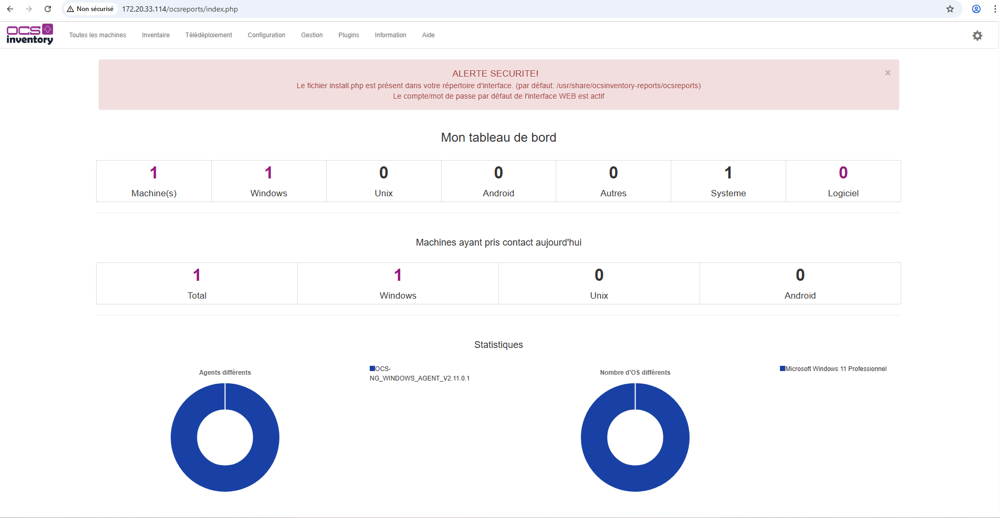 Non sécurisé 172.20.33.114/ocsreports/index.php
OCS
inventory
Toutes les machines Inventaire Télédéploiement Configuration Gestion Plugins Information Aide
ALERTE SECURITE! ×
Le fichier install.php est présent dans votre répertoire d'interface. (par défaut: /usr/share/ocsinventory-reports/ocsreports)
Le compte/mot de passe par défaut de l'interface WEB est actif
Mon tableau de bord
1 1 0 0 0 1 0
Machine(s) Windows Unix Android Autres Systeme Logiciel
Machines ayant pris contact aujourd'hui
1 1 0 0
Total Windows Unix Android
Statistiques
Agents différents
OCS-
NG_WINDOWS_AGENT_V2.11.0.1
Nombre d'OS différents
Microsoft Windows 11 Professionnel